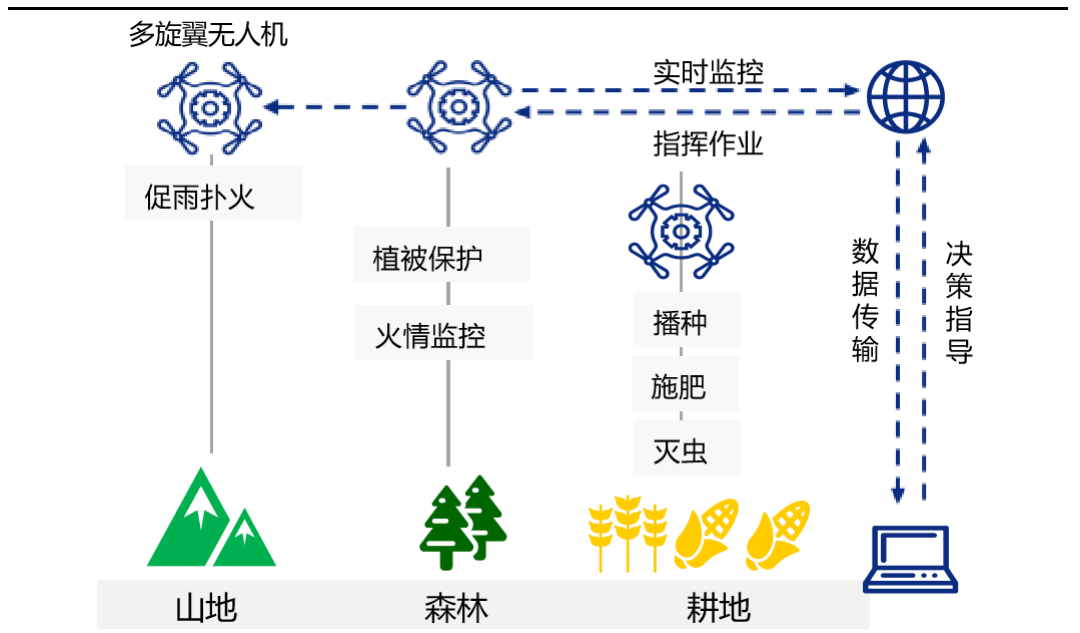 多旋翼无人机
实时监控
指挥作业
促雨扑火
植被保护
火情监控
播种
施肥
灭虫
数据传输
决策指导
山地
森林
耕地